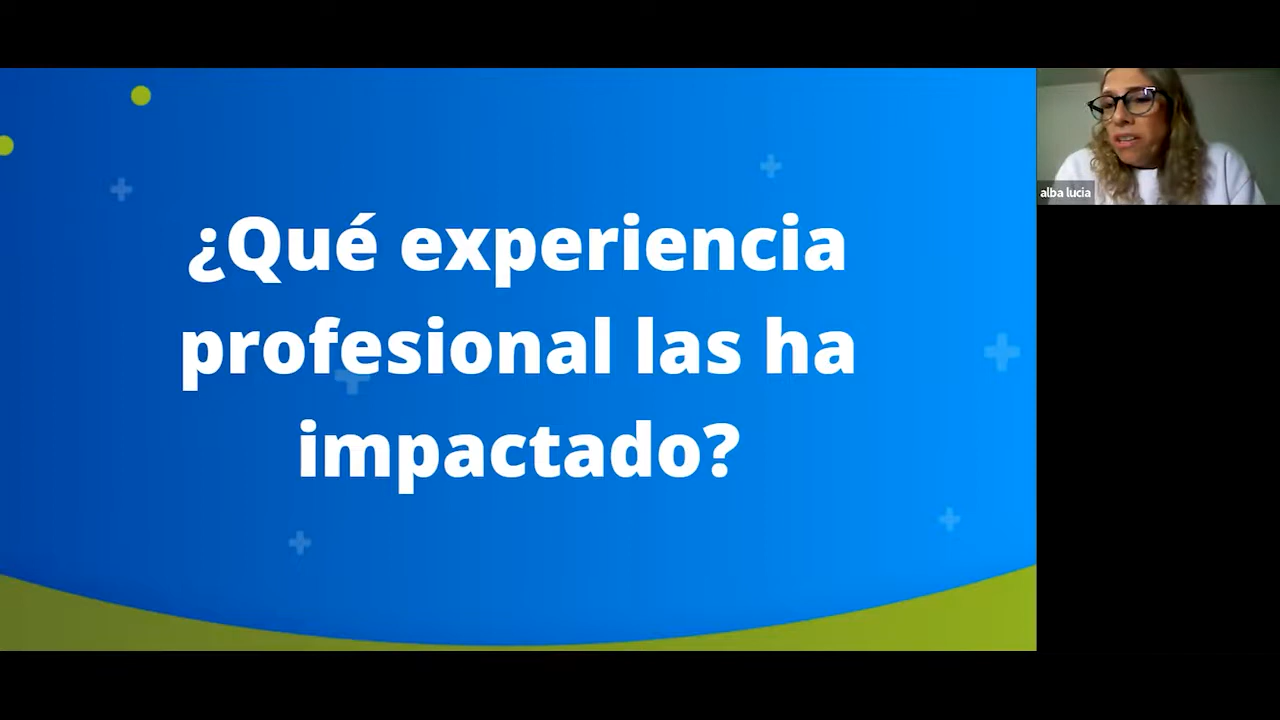 ¿Qué experiencia
profesional las ha
impactado?
alba lucia